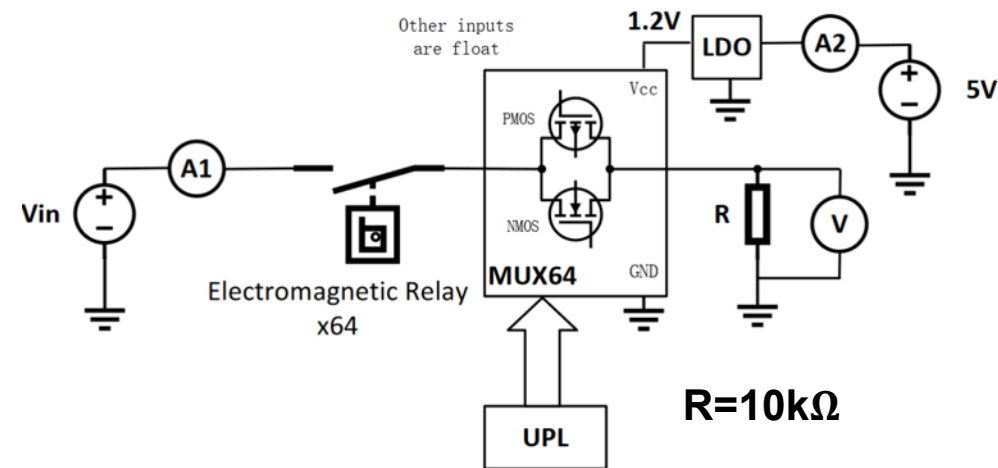 Other inputs
are float
1.2V
LDO
A2
Vcc
5V
PMOS
A1
Vin
R
V
NMOS
MUX64
GND
Electromagnetic Relay
x64
R=10kΩ
UPL